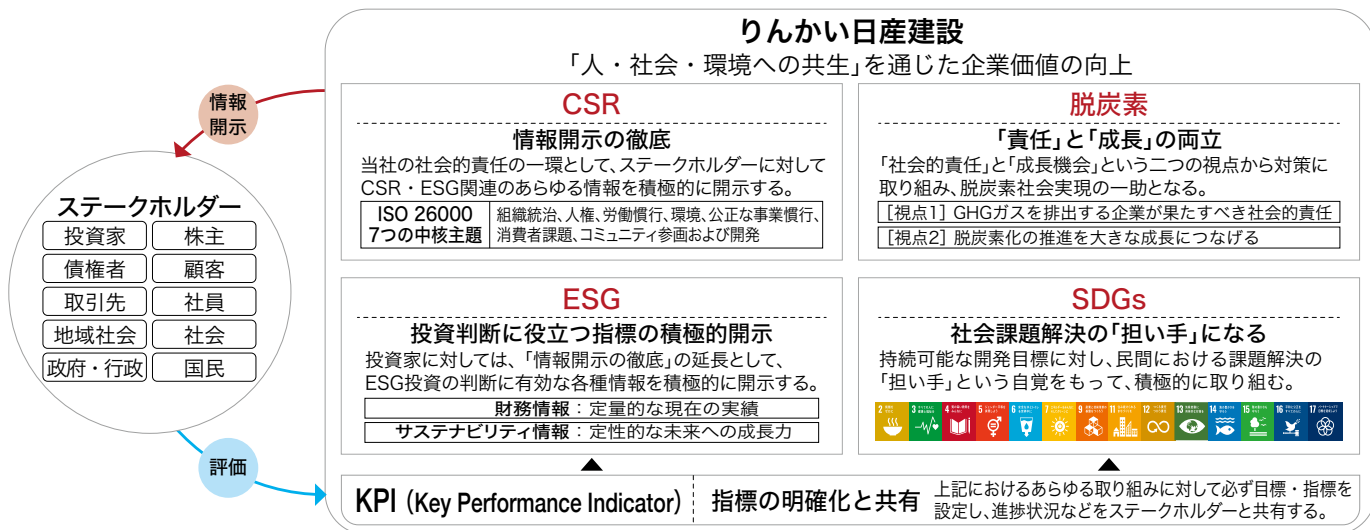 りんかい日産建設
「人・社会・環境への共生」を通じた企業価値の向上
情報
開示
ステークホルダー
投資家
株主
債権者
顧客
取引先
社員
地域社会
社会
政府・行政
国民
評価
CSR
情報開示の徹底
当社の社会的責任の一環として、ステークホルダーに対して
CSR・ESG関連のあらゆる情報を積極的に開示する。
ISO 26000
7つの中核主題
組織統治、人権、労働慣行、環境、公正な事業慣行、
消費者課題、コミュニティ参画および開発
脱炭素
「責任」と「成長」の両立
「社会的責任」と「成長機会」という二つの視点から対策に
取り組み、脱炭素社会実現の一助となる。
［視点1］GHGガスを排出する企業が果たすべき社会的責任
［視点2］脱炭素化の推進を大きな成長につなげる
ESG
投資判断に役立つ指標の積極的開示
投資家に対しては、「情報開示の徹底」の延長として、
ESG投資の判断に有効な各種情報を積極的に開示する。
財務情報：定量的な現在の実績
サステナビリティ情報：定性的な未来への成長力
SDGs
社会課題解決の「担い手」になる
持続可能な開発目標に対し、民間における課題解決の
「担い手」という自覚をもって、積極的に取り組む。
2 3 4 5 6 7 8 9 11 12 13 14 15 16 17
KPI（Key Performance Indicator）
指標の明確化と共有
上記におけるあらゆる取り組みに対して必ず目標・指標を
設定し、進捗状況などをステークホルダーと共有する。